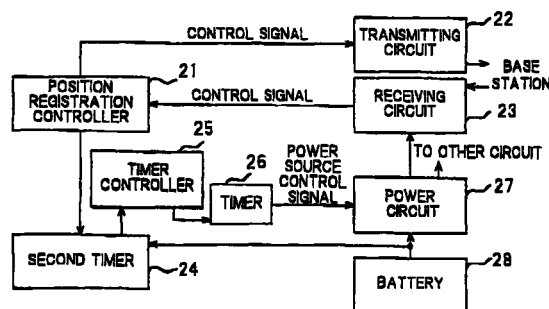 22
CONTROL SIGNAL
TRANSMITTING
CIRCUIT
21
BASE
STATION
POSITION
REGISTRATION
CONTROLLER
CONTROL SIGNAL
RECEIVING
CIRCUIT
23
25
TIMER
CONTROLLER
26
TIMER
POWER
SOURCE
CONTROL
SIGNAL
TO OTHER CIRCUIT
POWER
CIRCUIT
27
SECOND TIMER
24
BATTERY
28